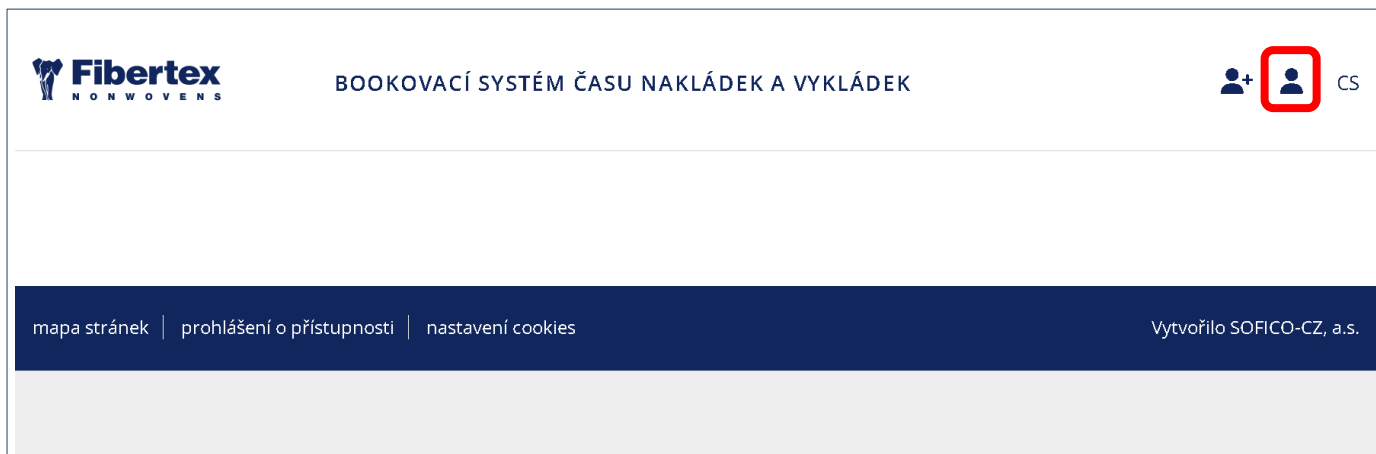 Fibertex
NONWOVENS
BOOKOVACÍ SYSTÉM ČASU NAKLÁDEK A VYKLÁDEK
CS
mapa stránek
prohlášení o přístupnosti
nastavení cookies
Vytvořilo SOFICO-CZ, a.s.